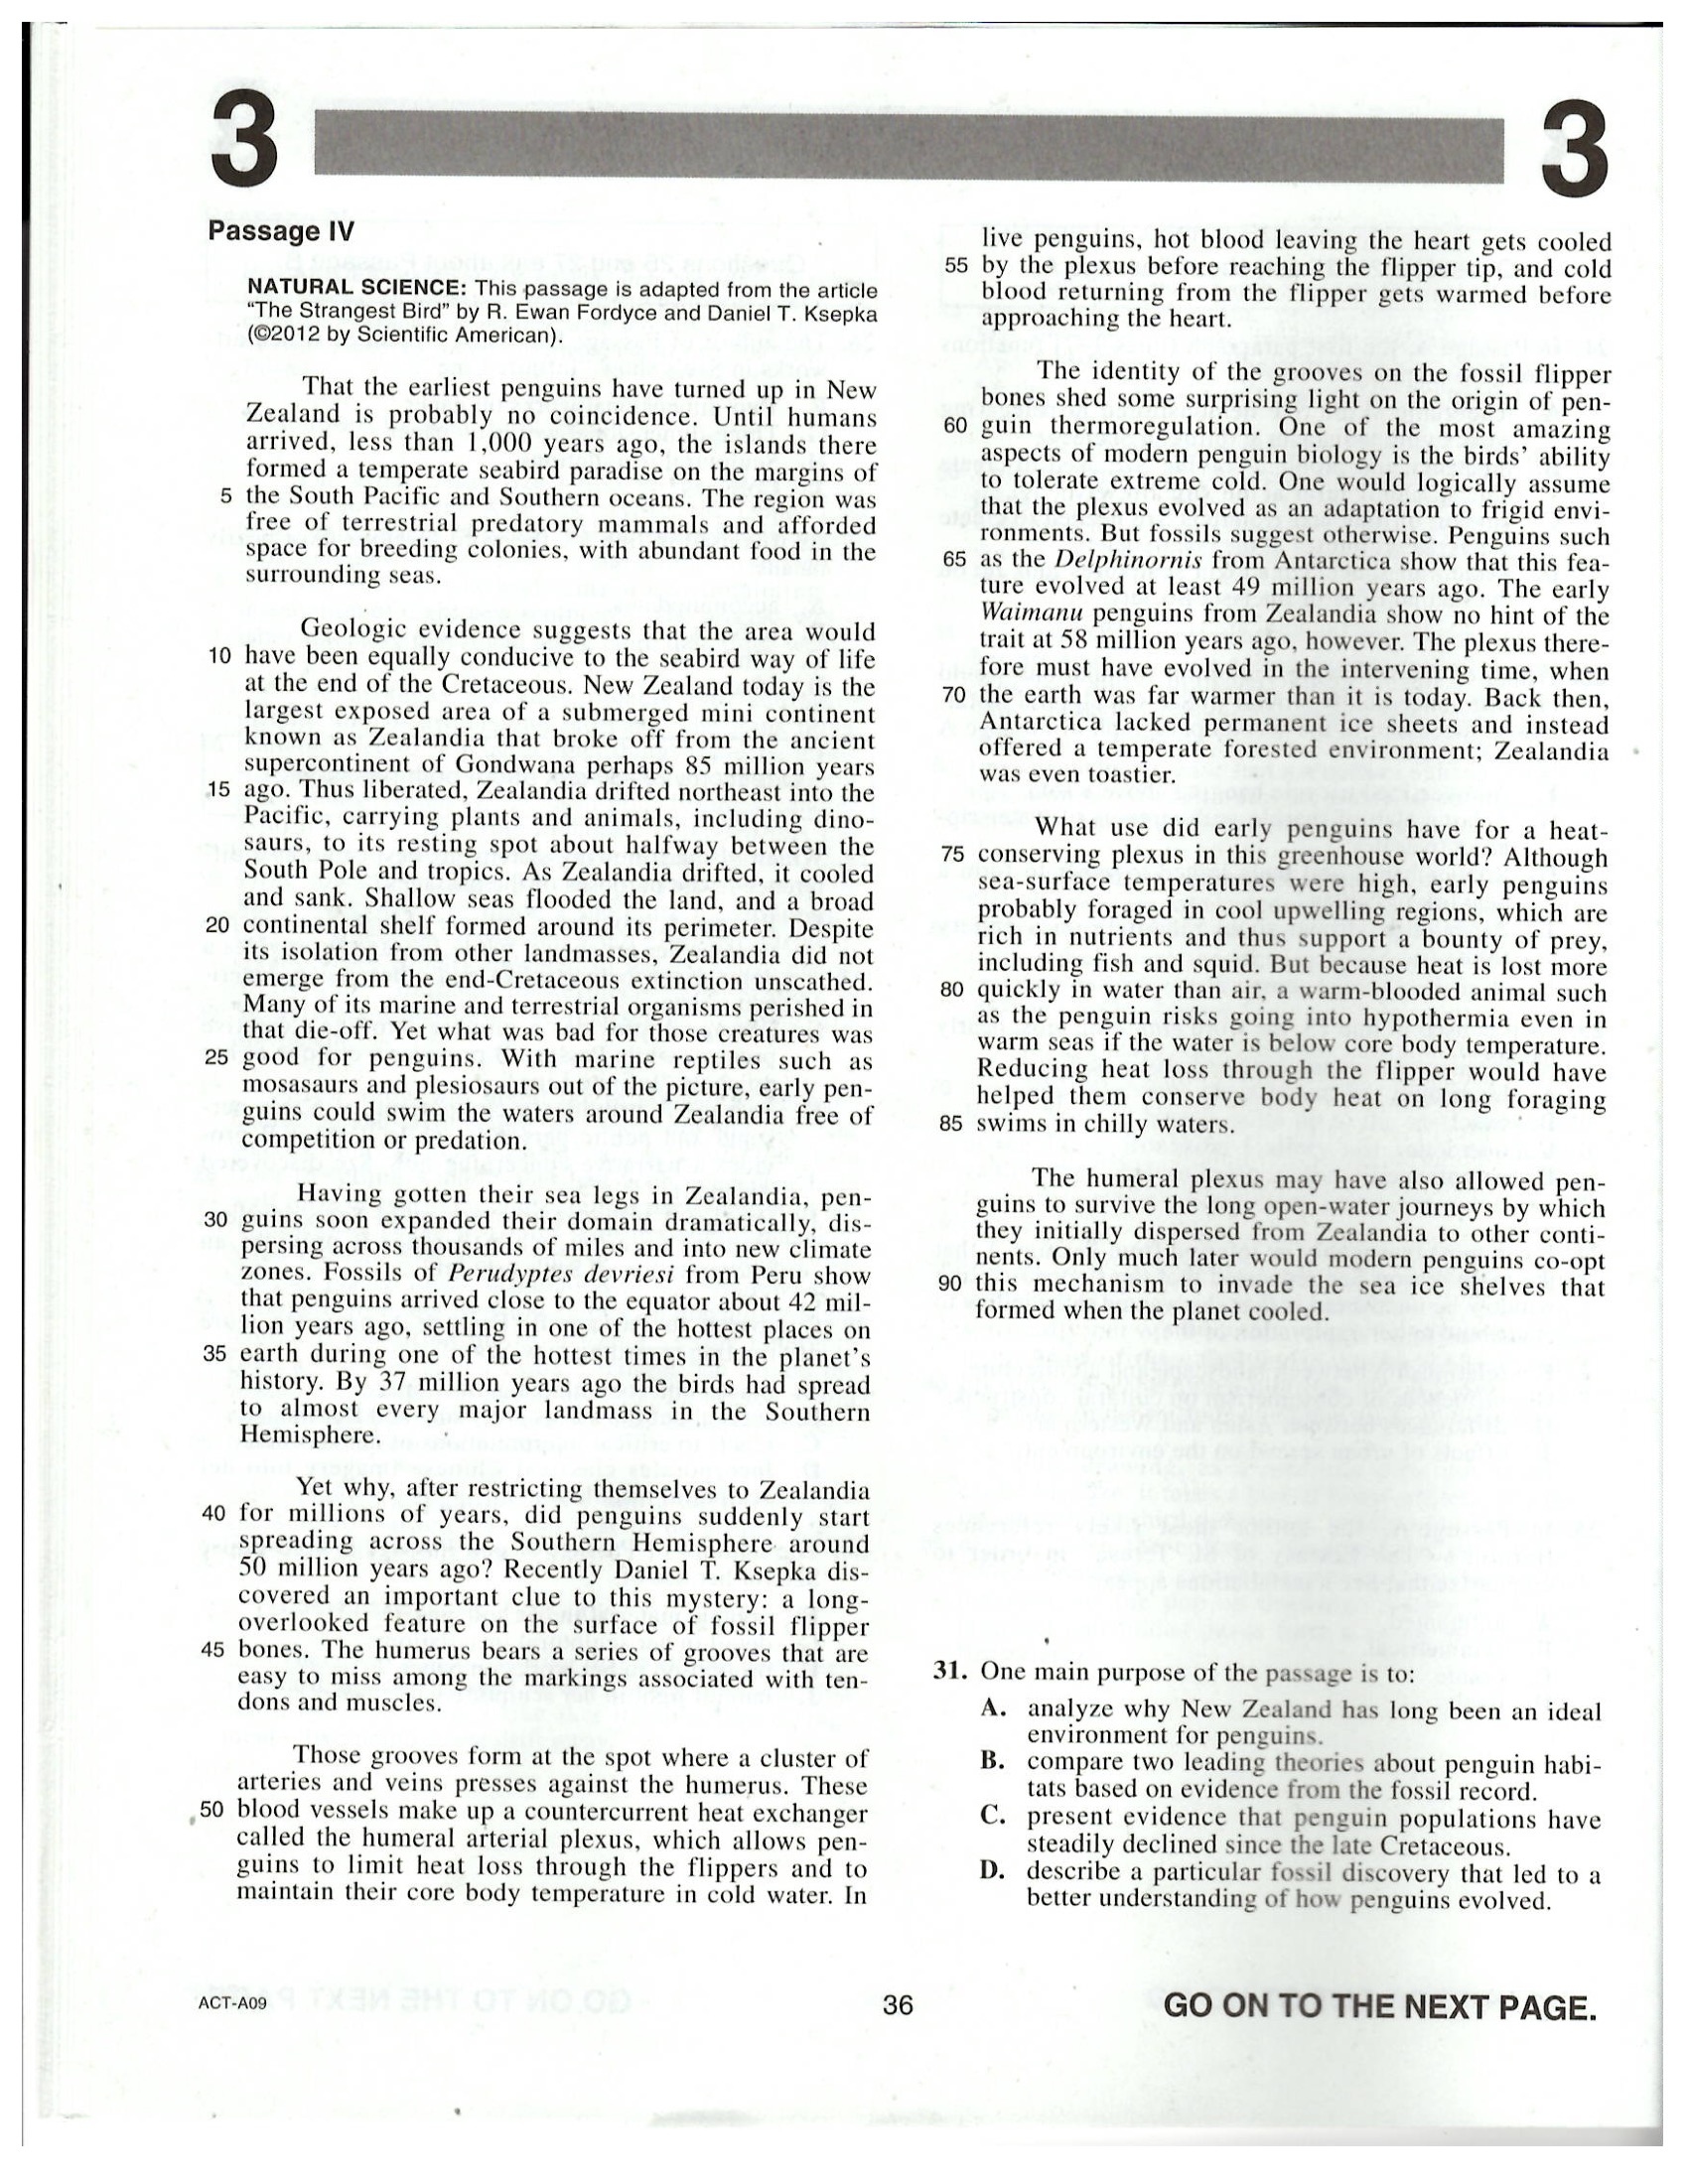 3 3
Passage IV
NATURAL SCIENCE: This passage is adapted from the article
“The Strangest Bird” by R. Ewan Fordyce and Daniel T. Ksepka
(©2012 by Scientific American).
That the earliest penguins have turned up in New
Zealand is probably no coincidence. Until humans
arrived, less than 1,000 years ago, the islands there
formed a temperate seabird paradise on the margins of
5 the South Pacific and Southern oceans. The region was
free of terrestrial predatory mammals and afforded
space for breeding colonies, with abundant food in the
surrounding seas.
Geologic evidence suggests that the area would
10 have been equally conducive to the seabird way of life
at the end of the Cretaceous. New Zealand today is the
largest exposed area of a submerged mini continent
known as Zealandia that broke off from the ancient
supercontinent of Gondwana perhaps 85 million years
15 ago. Thus liberated, Zealandia drifted northeast into the
Pacific, carrying plants and animals, including dino-
saurs, to its resting spot about halfway between the
South Pole and tropics. As Zealandia drifted, it cooled
and sank. Shallow seas flooded the land, and a broad
20 continental shelf formed around its perimeter. Despite
its isolation from other landmasses, Zealandia did not
emerge from the end-Cretaceous extinction unscathed.
Many of its marine and terrestrial organisms perished in
that die-off. Yet what was bad for those creatures was
25 good for penguins. With marine reptiles such as
mosasaurs and plesiosaurs out of the picture, early pen-
guins could swim the waters around Zealandia free of
competition or predation.
Having gotten their sea legs in Zealandia, pen-
30 guins soon expanded their domain dramatically, dis-
persing across thousands of miles and into new climate
zones. Fossils of Perudyptes devriesi from Peru show
that penguins arrived close to the equator about 42 mil-
lion years ago, settling in one of the hottest places on
35 earth during one of the hottest times in the planet’s
history. By 37 million years ago the birds had spread
to almost every major landmass in the Southern
Hemisphere.
Yet why, after restricting themselves to Zealandia
40 for millions of years, did penguins suddenly start
spreading across the Southern Hemisphere around
50 million years ago? Recently Daniel T. Ksepka dis-
covered an important clue to this mystery: a long-
overlooked feature on the surface of fossil flipper
45 bones. The humerus bears a series of grooves that are
easy to miss among the markings associated with ten-
dons and muscles.
Those grooves form at the spot where a cluster of
arteries and veins presses against the humerus. These
50 blood vessels make up a countercurrent heat exchanger
called the humeral arterial plexus, which allows pen-
guins to limit heat loss through the flippers and to
maintain their core body temperature in cold water. In
live penguins, hot blood leaving the heart gets cooled
55 by the plexus before reaching the flipper tip, and cold
blood returning from the flipper gets warmed before
approaching the heart.
The identity of the grooves on the fossil flipper
bones shed some surprising light on the origin of pen-
60 guin thermoregulation. One of the most amazing
aspects of modern penguin biology is the birds’ ability
to tolerate extreme cold. One would logically assume
that the plexus evolved as an adaptation to frigid envi-
ronments. But fossils suggest otherwise. Penguins such
65 as the Delphinornis from Antarctica show that this fea-
ture evolved at least 49 million years ago. The early
Waimanu penguins from Zealandia show no hint of the
trait at 58 million years ago, however. The plexus there-
fore must have evolved in the intervening time, when
70 the earth was far warmer than it is today. Back then,
Antarctica lacked permanent ice sheets and instead
offered a temperate forested environment; Zealandia
was even toastier.
What use did early penguins have for a heat-
75 conserving plexus in this greenhouse world? Although
sea-surface temperatures were high, early penguins
probably foraged in cool upwelling regions, which are
rich in nutrients and thus support a bounty of prey,
including fish and squid. But because heat is lost more
80 quickly in water than air, a warm-blooded animal such
as the penguin risks going into hypothermia even in
warm seas if the water is below core body temperature.
Reducing heat loss through the flipper would have
helped them conserve body heat on long foraging
85 swims in chilly waters.
The humeral plexus may have also allowed pen-
guins to survive the long open-water journeys by which
they initially dispersed from Zealandia to other conti-
nents. Only much later would modern penguins co-opt
90 this mechanism to invade the sea ice shelves that
formed when the planet cooled.
31. One main purpose of the passage is to:
A. analyze why New Zealand has long been an ideal
environment for penguins.
B. compare two leading theories about penguin habi-
tats based on evidence from the fossil record.
C. present evidence that penguin populations have
steadily declined since the late Cretaceous.
D. describe a particular fossil discovery that led to a
better understanding of how penguins evolved.
ACT-A09 36 GO ON TO THE NEXT PAGE.